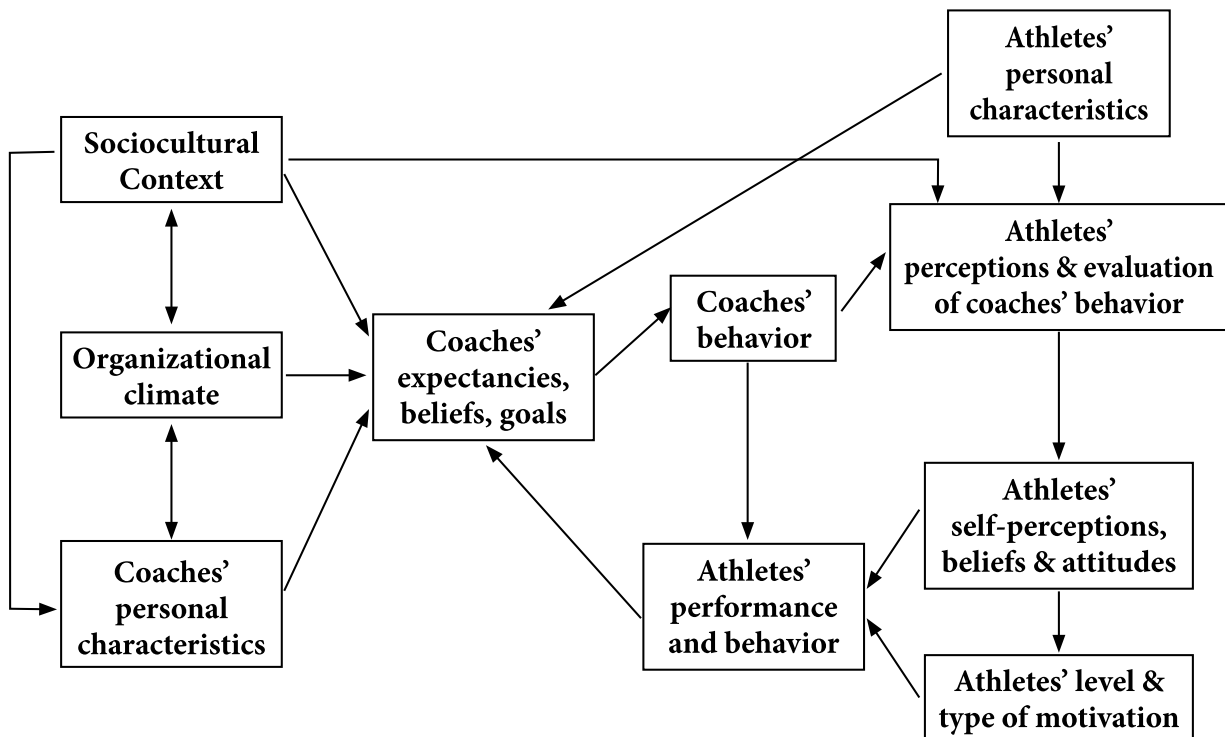 Athletes’
personal
characteristics
Sociocultural
Context
Athletes’
perceptions & evaluation
of coaches’ behavior
Coaches’
behavior
Organizational
climate
Coaches’
expectancies,
beliefs, goals
Athletes’
self-perceptions,
beliefs & attitudes
Coaches’
personal
characteristics
Athletes’
performance
and behavior
Athletes’ level &
type of motivation